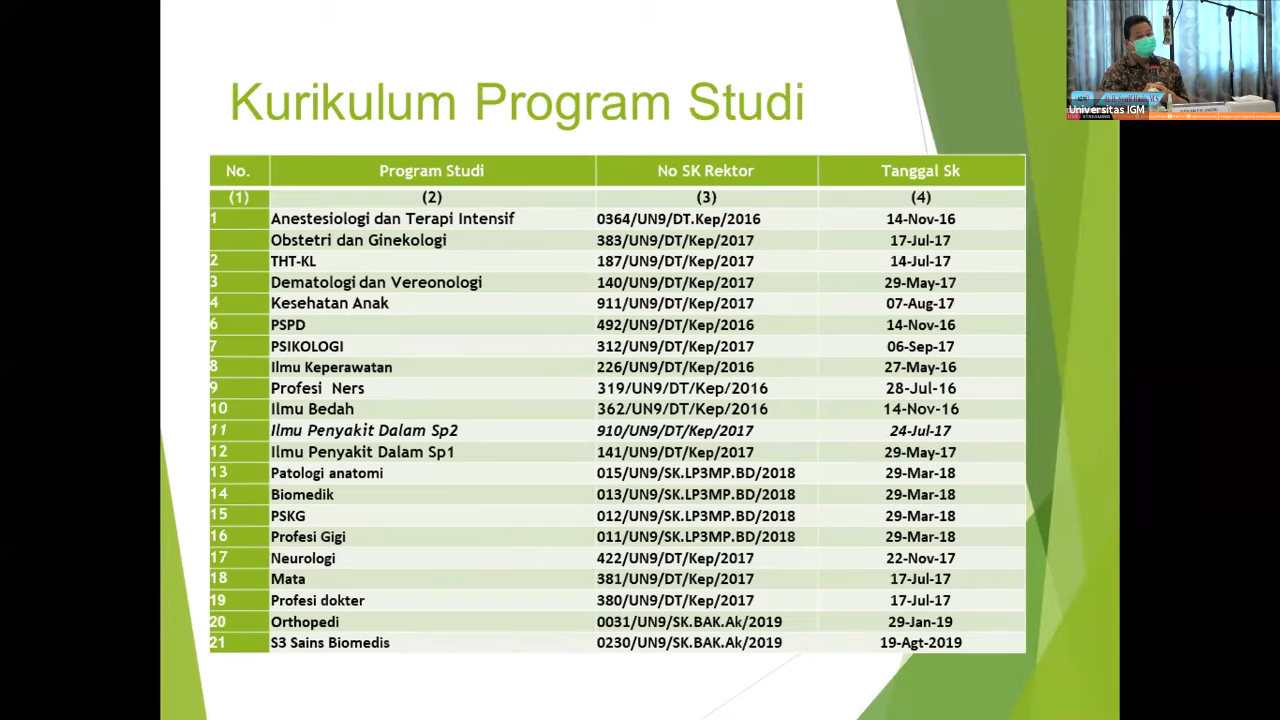 Kurikulum Program Studi
No. Program Studi No SK Rektor Tanggal Sk
(1) (2) (3) (4)
1 Anestesiologi dan Terapi Intensif 0364/UN9/DT.Kep/2016 14-Nov-16
Obstetri dan Ginekologi 383/UN9/DT/Kep/2017 17-Jul-17
2 THT-KL 187/UN9/DT/Kep/2017 14-Jul-17
3 Dematologi dan Vereonologi 140/UN9/DT/Kep/2017 29-May-17
4 Kesehatan Anak 911/UN9/DT/Kep/2017 07-Aug-17
6 PSPD 492/UN9/DT/Kep/2016 14-Nov-16
7 PSIKOLOGI 312/UN9/DT/Kep/2017 06-Sep-17
8 Ilmu Keperawatan 226/UN9/DT/Kep/2016 27-May-16
9 Profesi Ners 319/UN9/DT/Kep/2016 28-Jul-16
10 Ilmu Bedah 362/UN9/DT/Kep/2016 14-Nov-16
11 Ilmu Penyakit Dalam Sp2 910/UN9/DT/Kep/2017 24-Jul-17
12 Ilmu Penyakit Dalam Sp1 141/UN9/DT/Kep/2017 29-May-17
13 Patologi anatomi 015/UN9/SK.LP3MP.BD/2018 29-Mar-18
14 Biomedik 013/UN9/SK.LP3MP.BD/2018 29-Mar-18
15 PSKG 012/UN9/SK.LP3MP.BD/2018 29-Mar-18
16 Profesi Gigi 011/UN9/SK.LP3MP.BD/2018 29-Mar-18
17 Neurologi 422/UN9/DT/Kep/2017 22-Nov-17
18 Mata 381/UN9/DT/Kep/2017 17-Jul-17
19 Profesi dokter 380/UN9/DT/Kep/2017 17-Jul-17
20 Orthopedi 0031/UN9/SK.BAK.Ak/2019 29-Jan-19
21 S3 Sains Biomedis 0230/UN9/SK.BAK.Ak/2019 19-Agt-2019
Universitas IGM